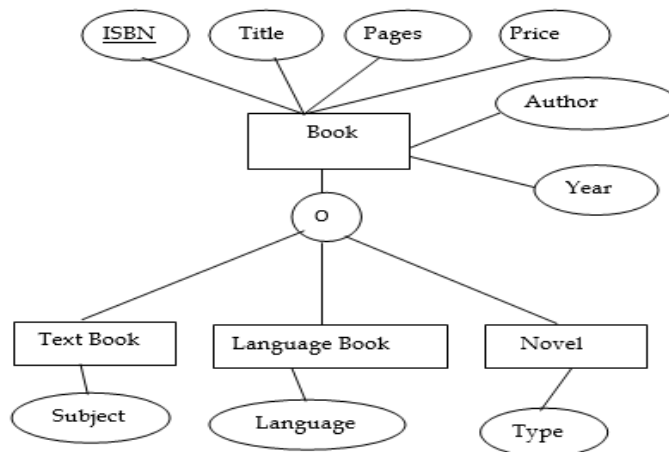 ISBN
Title
Pages
Price
Author
Book
Year
O
Text Book
Language Book
Novel
Subject
Language
Type